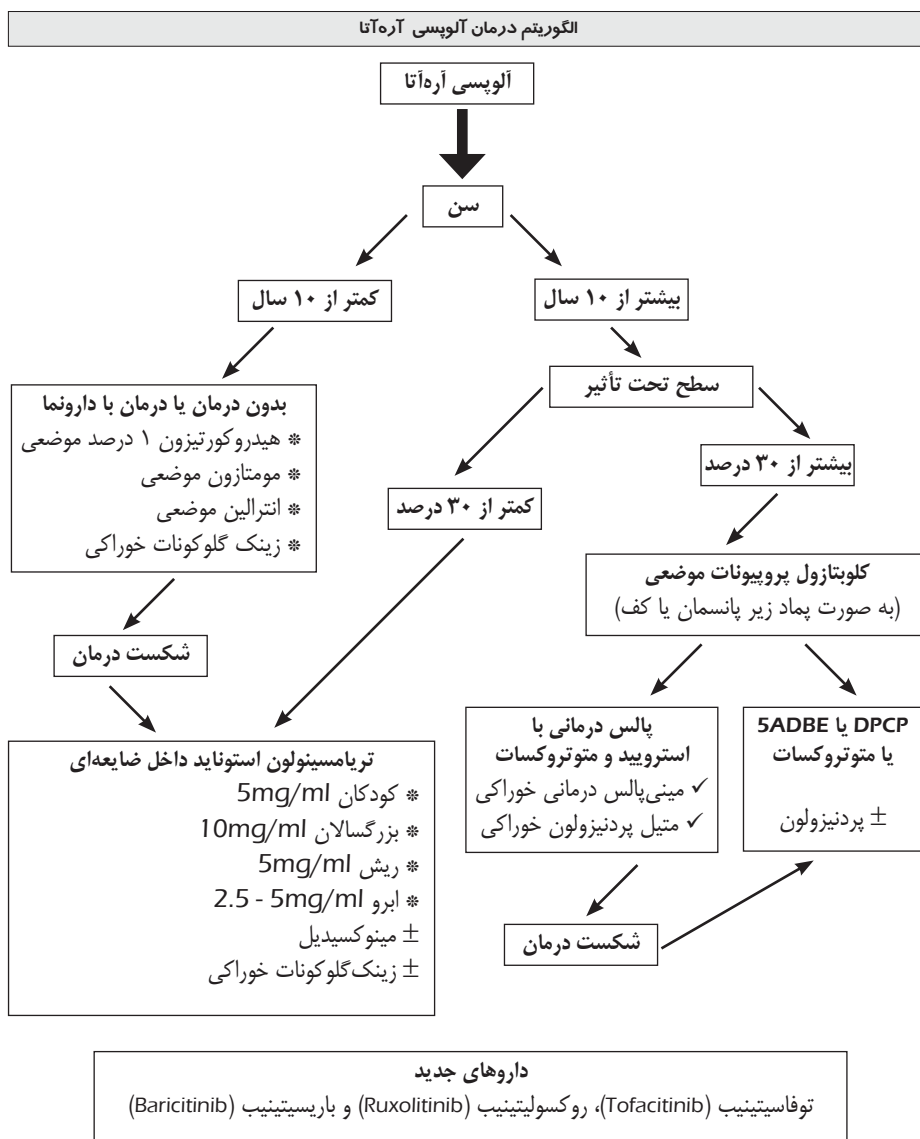 الگوریتم درمان آلوپسی آره‌آتا
آلوپسی آره‌آتا
سن
بیشتر از ۱۰ سال
کمتر از ۱۰ سال
سطح تحت تأثیر
بدون درمان یا درمان با دارونما
* هیدروکورتیزون ۱ درصد موضعی
* مومتازون موضعی
* انترالین موضعی
* زینک گلوکونات خوراکی
بیشتر از ۳۰ درصد
کمتر از ۳۰ درصد
کلوبتازول پروپیونات موضعی
(به صورت پماد زیر پانسمان یا کف)
شکست درمان
DPCP یا 5ADBE
یا متوتروکسات
± پردنیزولون
پالس درمانی با
استرویید و متوتروکسات
✓ مینی‌پالس درمانی خوراکی
✓ متیل پردنیزولون خوراکی
تریامسینولون استوناید داخل ضایعه‌ای
* کودکان 5mg/ml
* بزرگسالان 10mg/ml
* ریش 5mg/ml
* ابرو 2.5 - 5mg/ml
± مینوکسیدیل
± زینک‌گلوکونات خوراکی
شکست درمان
داروهای جدید
توفاسیتینیب (Tofacitinib)، روکسولیتینیب (Ruxolitinib) و باریسیتینیب (Baricitinib)